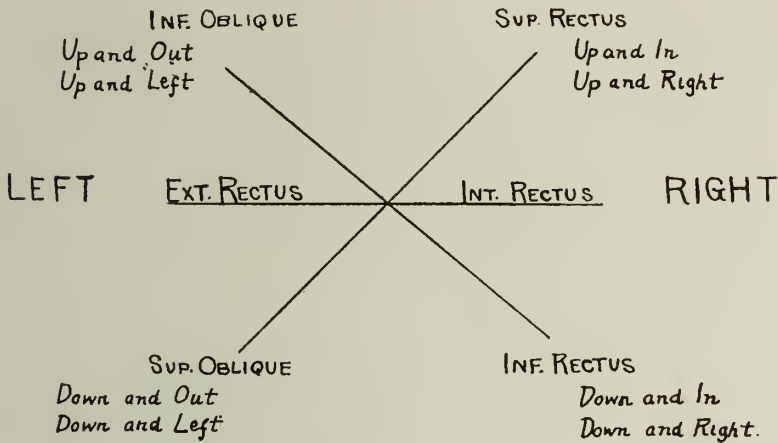 INF. OBLIQUE
Up and Out
Up and Left
SUP. RECTUS
Up and In
Up and Right
LEFT EXT. RECTUS INT. RECTUS RIGHT
SUP. OBLIQUE
Down and Out
Down and Left
INF. RECTUS
Down and In
Down and Right.